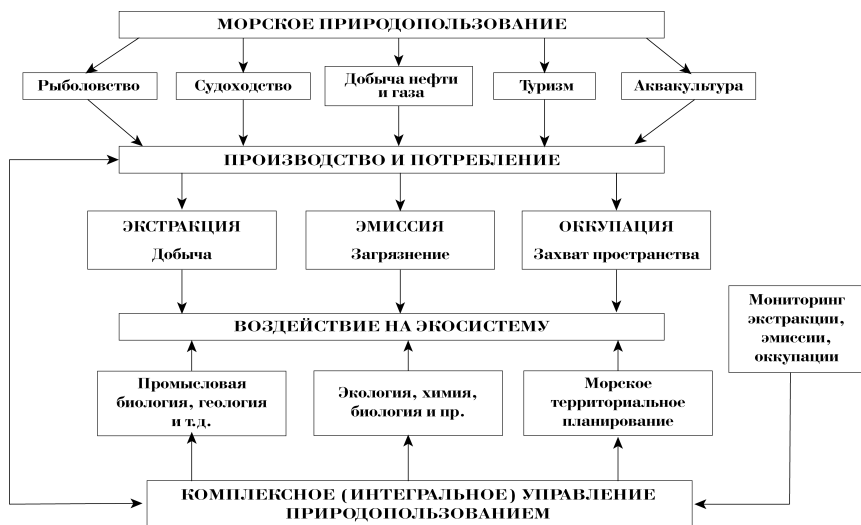 МОРСКОЕ ПРИРОДОПОЛЬЗОВАНИЕ
Рыболовство
Судоходство
Добыча нефти
и газа
Туризм
Аквакультура
ПРОИЗВОДСТВО И ПОТРЕБЛЕНИЕ
ЭКСТРАКЦИЯ
Добыча
ЭМИССИЯ
Загрязнение
ОККУПАЦИЯ
Захват пространства
Мониторинг
экстракции,
эмиссии,
оккупации
ВОЗДЕЙСТВИЕ НА ЭКОСИСТЕМУ
Промысловая
биология, геология
и т.д.
Экология, химия,
биология и пр.
Морское
территориальное
планирование
КОМПЛЕКСНОЕ (ИНТЕГРАЛЬНОЕ) УПРАВЛЕНИЕ
ПРИРОДОПОЛЬЗОВАНИЕМ